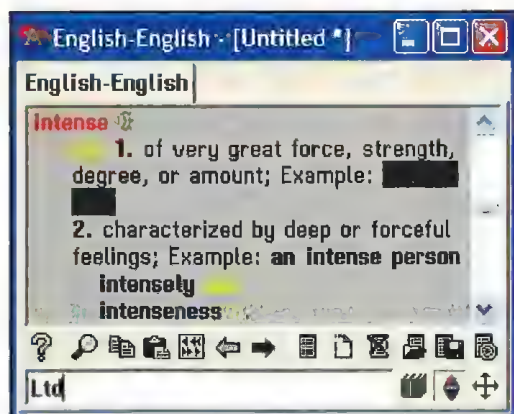 English-English - [Untitled *]
English-English
intense
1. of very great force, strength,
degree, or amount; Example:
2. characterized by deep or forceful
feelings; Example: an intense person
intensely
intenseness
Ltd